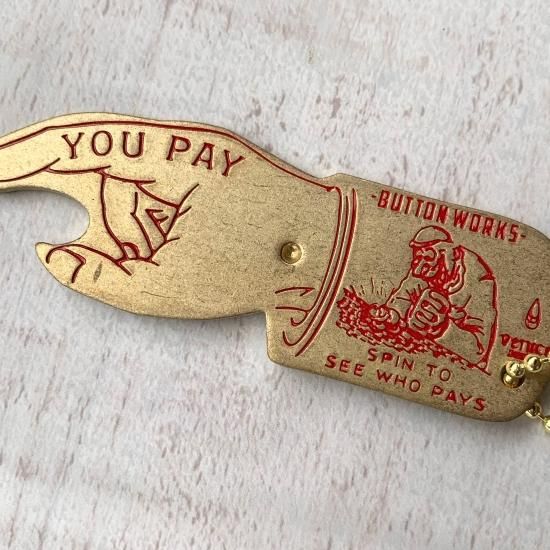 YOU PAY
-BUTTON WORKS-
SPIN TO
SEE WHO PAYS